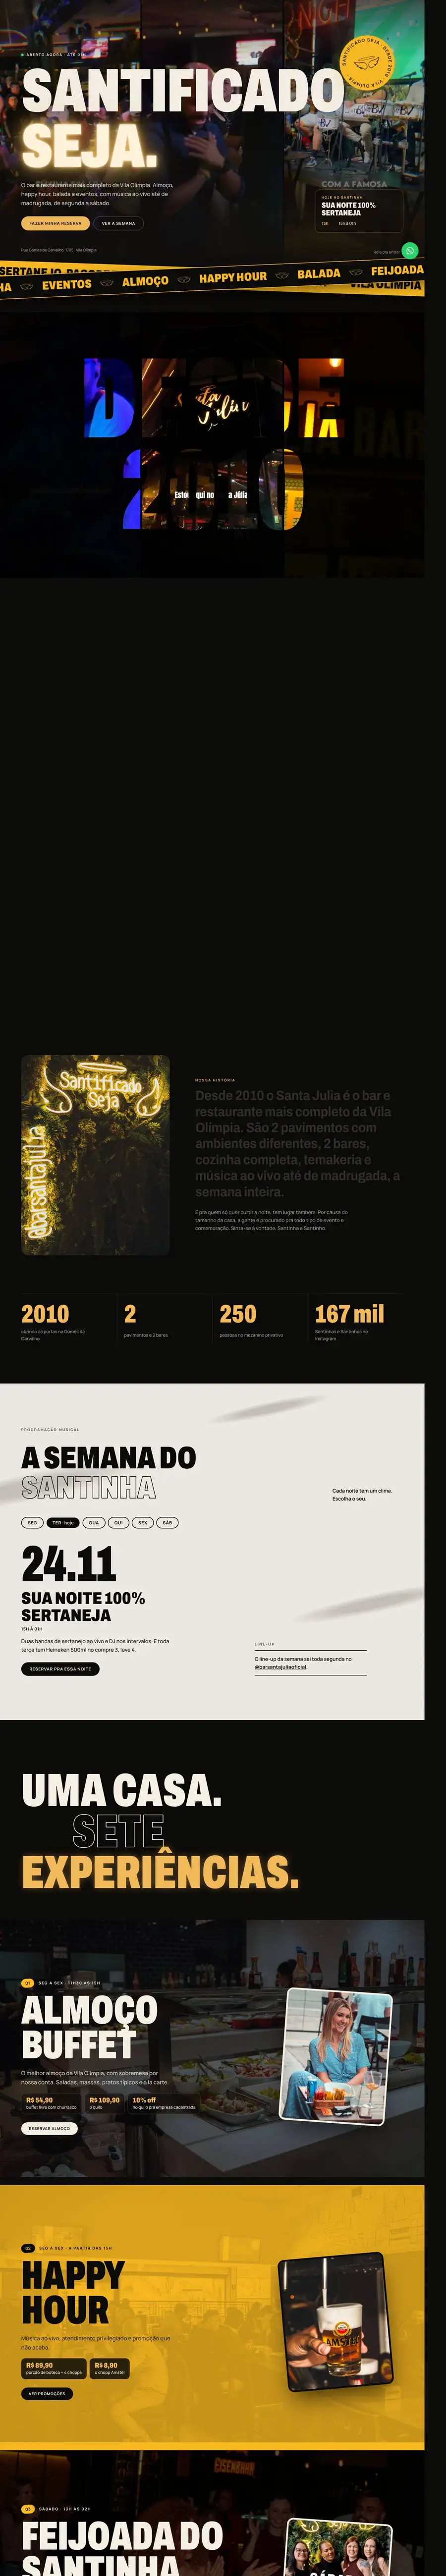 ABERTO AGORA · ATÉ 01H
SANTIFICADO
SEJA.
SANTIFICADO SEJA · DESDE 2010 · VILA OLÍMPIA
O bar e restaurante mais completo da Vila Olímpia. Almoço,
happy hour, balada e eventos, com música ao vivo até de
madrugada, de segunda a sábado.
FAZER MINHA RESERVA
VER A SEMANA
COM A FAMOSA
HOJE NO SANTINHA
SUA NOITE 100%
SERTANEJA
15H À 01H
Rua Gomes de Carvalho, 1705 · Vila Olímpia
EVENTOS
ALMOÇO
HAPPY HOUR
BALADA
FEIJOADA
VILA OLIMPIA
DESDE
2010
NOSSA HISTÓRIA
Desde 2010 o Santa Julia é o bar e
restaurante mais completo da Vila
Olímpia. São 2 pavimentos com
ambientes diferentes, 2 bares,
cozinha completa, temakeria e
música ao vivo até de madrugada, a
semana inteira.
Santificado
Seja
@barsantajulia
É pra quem só quer curtir a noite, tem lugar também. Por causa do
tamanho da casa, a gente é procurado pra todo tipo de evento e
comemoração. Sinta-se à vontade, Santinha e Santinho.
2010
abrindo as portas na Gomes de
Carvalho
2
pavimentos e 2 bares
250
pessoas no mezanino privativo
167 mil
Santinhas e Santinhos no
Instagram
PROGRAMAÇÃO MUSICAL
A SEMANA DO
SANTINHA
Cada noite tem um clima.
Escolha o seu.
SEG
TER · hoje
QUA
QUI
SEX
SÁB
24.11
SUA NOITE 100%
SERTANEJA
15H À 01H
Duas bandas de sertanejo ao vivo e DJ nos intervalos. E toda
terça tem Heineken 600ml no compre 3, leve 4.
RESERVAR PRA ESSA NOITE
LINE-UP
O line-up da semana sai toda segunda no
@barsantajuliaoficial.
UMA CASA.
SETE
EXPERIÊNCIAS.
01
SEG A SEX · 11H30 ÀS 15H
ALMOÇO
BUFFET
O melhor almoço da Vila Olímpia, com sobremesa por
nossa conta. Saladas, massas, pratos típicos e à la carte.
R$ 54,90
buffet livre com churrasco
R$ 109,90
o quilo
10% off
no quilo pra empresa cadastrada
RESERVAR ALMOÇO
02
SEG A SEX · A PARTIR DAS 15H
HAPPY
HOUR
Música ao vivo, atendimento privilegiado e promoção que
não acaba.
R$ 89,90
porção de boteco + 4 chopps
R$ 8,90
o chopp Amstel
VER PROMOÇÕES
AMSTEL
03
SÁBADO · 13H ÀS 03H
FEIJOADA DO
SANTINHA